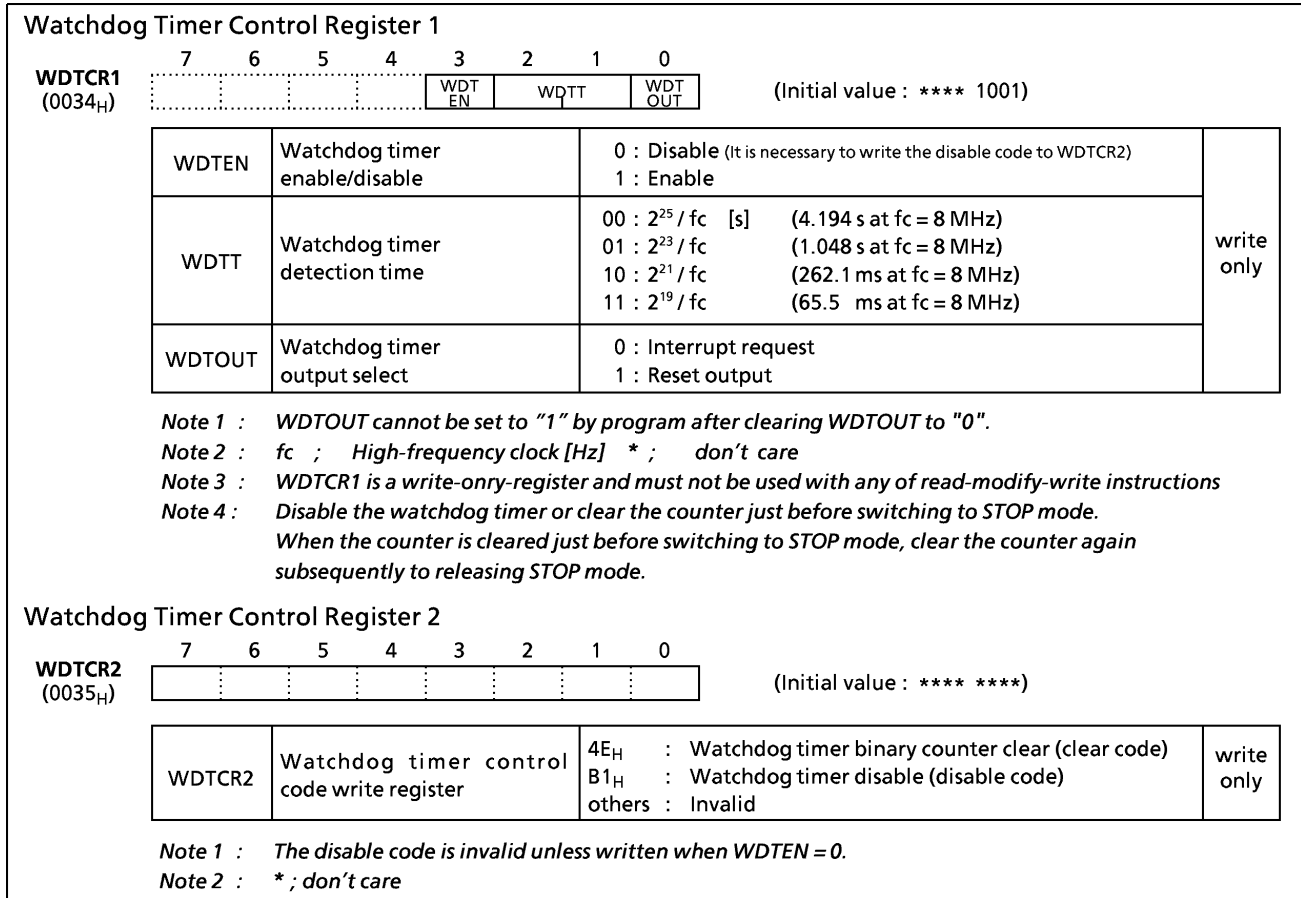 Watchdog Timer Control Register 1
7 6 5 4 3 2 1 0
WDTCR1 (0034H)
WDT EN WDTT WDT OUT (Initial value : **** 1001)
WDTEN Watchdog timer enable/disable
0 : Disable (It is necessary to write the disable code to WDTCR2)
1 : Enable
WDTT Watchdog timer detection time
00 : 2²⁵ / fc [s] (4.194 s at fc = 8 MHz)
01 : 2²³ / fc (1.048 s at fc = 8 MHz)
10 : 2²¹ / fc (262.1 ms at fc = 8 MHz)
11 : 2¹⁹ / fc (65.5 ms at fc = 8 MHz)
write only
WDTOUT Watchdog timer output select
0 : Interrupt request
1 : Reset output
Note 1 : WDTOUT cannot be set to "1" by program after clearing WDTOUT to "0".
Note 2 : fc ; High-frequency clock [Hz] * ; don't care
Note 3 : WDTCR1 is a write-onry-register and must not be used with any of read-modify-write instructions
Note 4 : Disable the watchdog timer or clear the counter just before switching to STOP mode.
When the counter is cleared just before switching to STOP mode, clear the counter again
subsequently to releasing STOP mode.
Watchdog Timer Control Register 2
7 6 5 4 3 2 1 0
WDTCR2 (0035H)
(Initial value : **** ****)
WDTCR2 Watchdog timer control code write register
4EH : Watchdog timer binary counter clear (clear code)
B1H : Watchdog timer disable (disable code)
others : Invalid
write only
Note 1 : The disable code is invalid unless written when WDTEN = 0.
Note 2 : * ; don't care